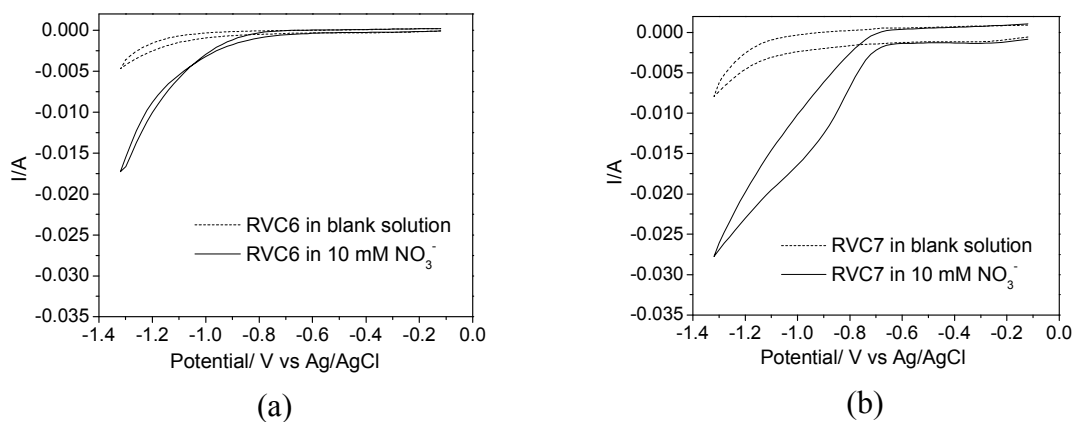 0.000
-0.005
-0.010
-0.015
-0.020
-0.025
-0.030
-0.035
I/A
RVC6 in blank solution
RVC6 in 10 mM NO₃⁻
-1.4 -1.2 -1.0 -0.8 -0.6 -0.4 -0.2 0.0
Potential/ V vs Ag/AgCl
(a)
0.000
-0.005
-0.010
-0.015
-0.020
-0.025
-0.030
-0.035
I/A
RVC7 in blank solution
RVC7 in 10 mM NO₃⁻
-1.4 -1.2 -1.0 -0.8 -0.6 -0.4 -0.2 0.0
Potential/ V vs Ag/AgCl
(b)